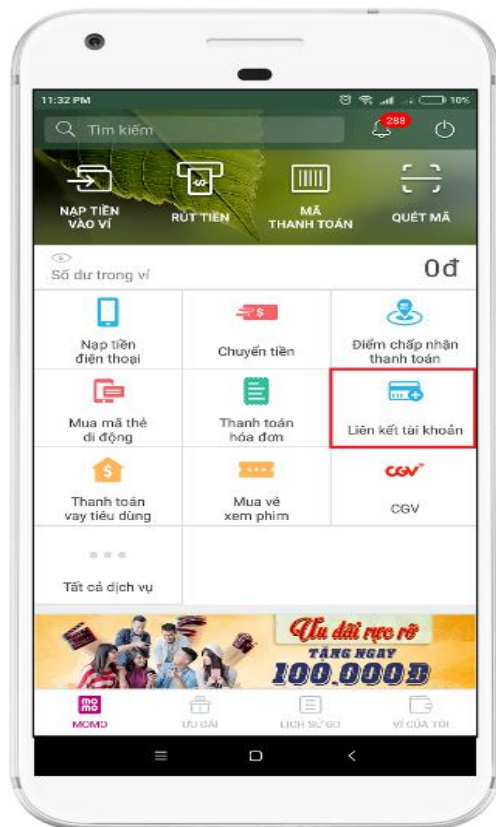 11:32 PM
10%
Tìm kiếm
288
NẠP TIỀN
VÀO VÍ
RÚT TIỀN
MÃ
THANH TOÁN
QUÉT MÃ
Số dư trong ví
0đ
Nạp tiền
điện thoại
Chuyển tiền
Điểm chấp nhận
thanh toán
Mua mã thẻ
di động
Thanh toán
hóa đơn
Liên kết tài khoản
Thanh toán
vay tiêu dùng
Mua vé
xem phim
CGV
CGV
Tất cả dịch vụ
Ưu đãi rực rỡ
TẶNG NGAY
100.000Đ
mo
mo
MOMO
ƯU ĐÃI
LỊCH SỬ GD
VÍ CỦA TÔI